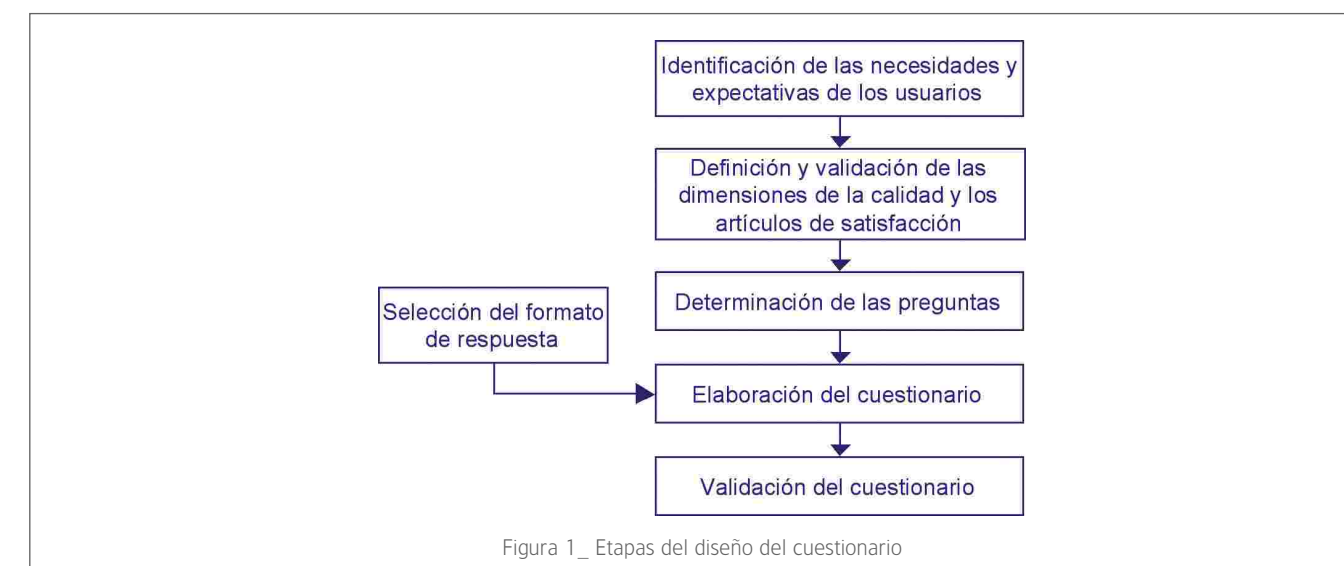 Identificación de las necesidades y
expectativas de los usuarios
Definición y validación de las
dimensiones de la calidad y los
artículos de satisfacción
Determinación de las preguntas
Selección del formato
de respuesta
Elaboración del cuestionario
Validación del cuestionario
Figura 1_ Etapas del diseño del cuestionario